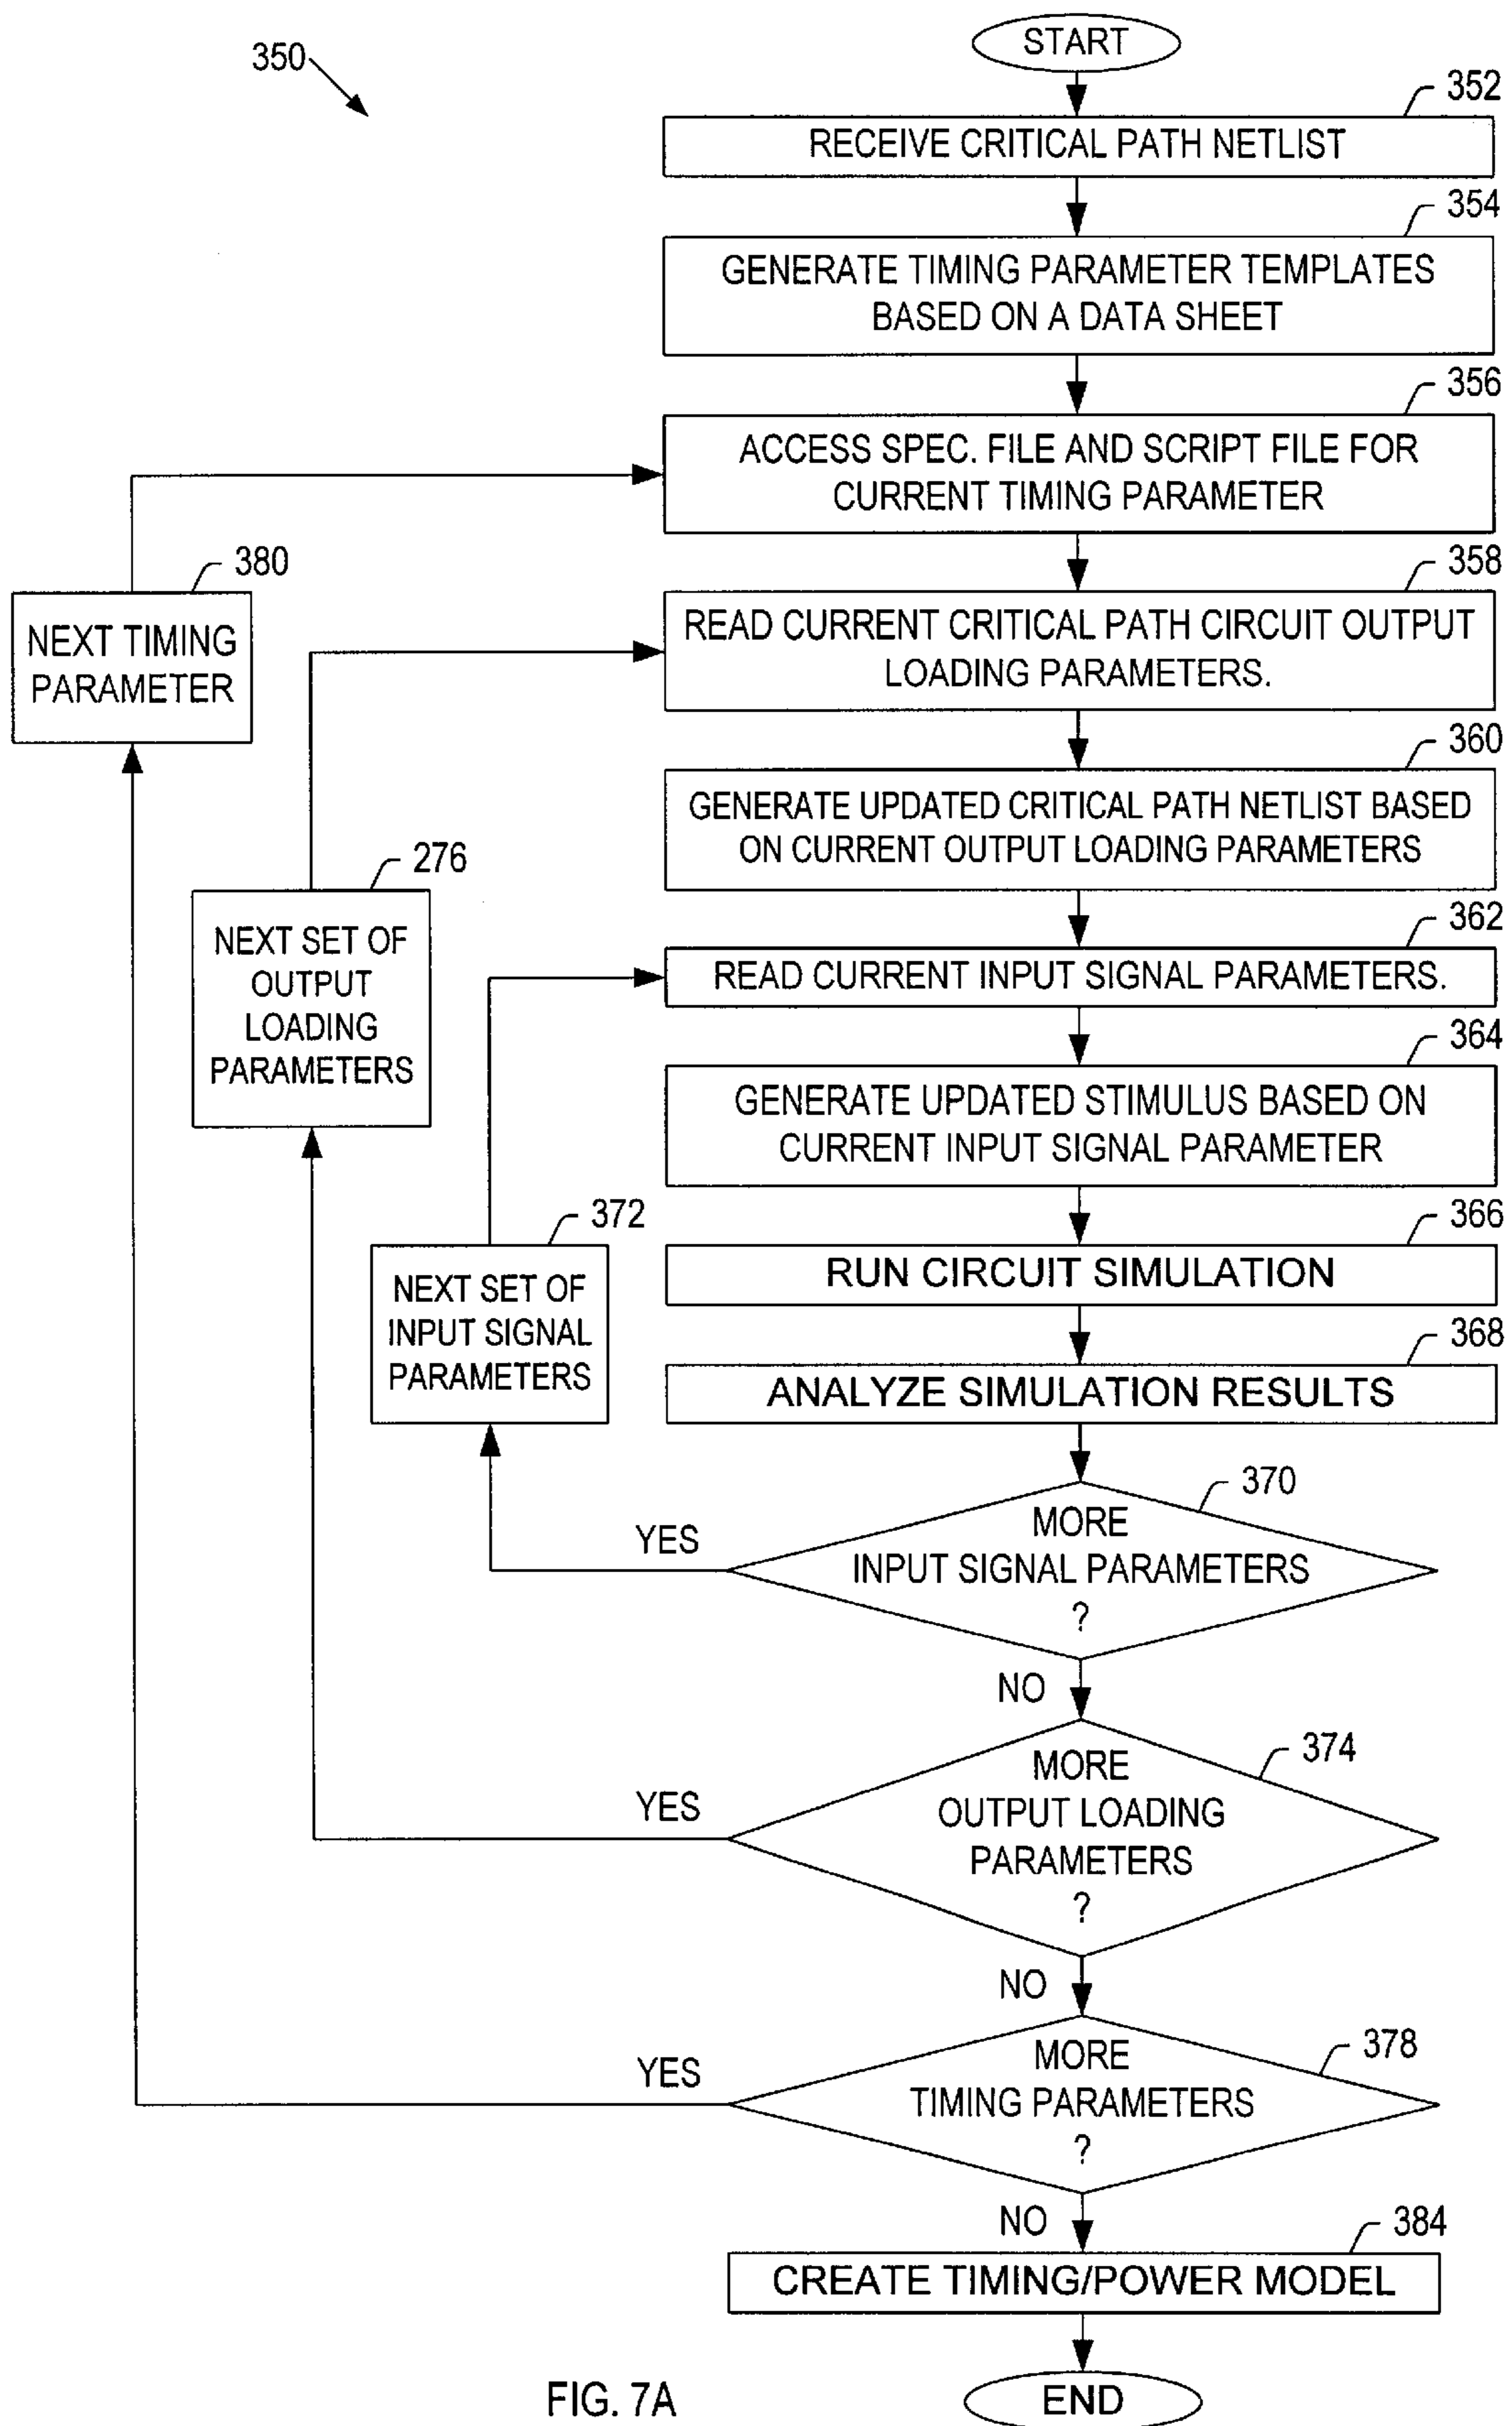 START
350
352
RECEIVE CRITICAL PATH NETLIST
354
GENERATE TIMING PARAMETER TEMPLATES
BASED ON A DATA SHEET
356
ACCESS SPEC. FILE AND SCRIPT FILE FOR
CURRENT TIMING PARAMETER
380
NEXT TIMING
PARAMETER
358
READ CURRENT CRITICAL PATH CIRCUIT OUTPUT
LOADING PARAMETERS.
360
GENERATE UPDATED CRITICAL PATH NETLIST BASED
ON CURRENT OUTPUT LOADING PARAMETERS
276
NEXT SET OF
OUTPUT
LOADING
PARAMETERS
362
READ CURRENT INPUT SIGNAL PARAMETERS.
364
GENERATE UPDATED STIMULUS BASED ON
CURRENT INPUT SIGNAL PARAMETER
372
NEXT SET OF
INPUT SIGNAL
PARAMETERS
366
RUN CIRCUIT SIMULATION
368
ANALYZE SIMULATION RESULTS
370
MORE
INPUT SIGNAL PARAMETERS
?
YES
NO
374
MORE
OUTPUT LOADING
PARAMETERS
?
YES
NO
378
MORE
TIMING PARAMETERS
?
YES
NO
384
CREATE TIMING/POWER MODEL
END
FIG. 7A